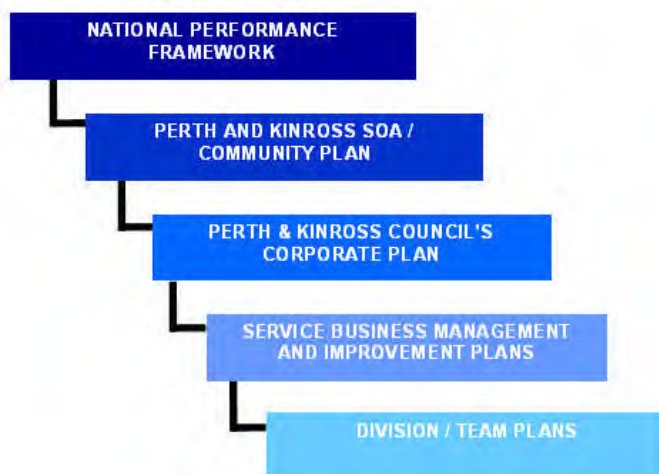 NATIONAL PERFORMANCE
FRAMEWORK
PERTH AND KINROSS SOA /
COMMUNITY PLAN
PERTH & KINROSS COUNCIL'S
CORPORATE PLAN
SERVICE BUSINESS MANAGEMENT
AND IMPROVEMENT PLANS
DIVISION / TEAM PLANS